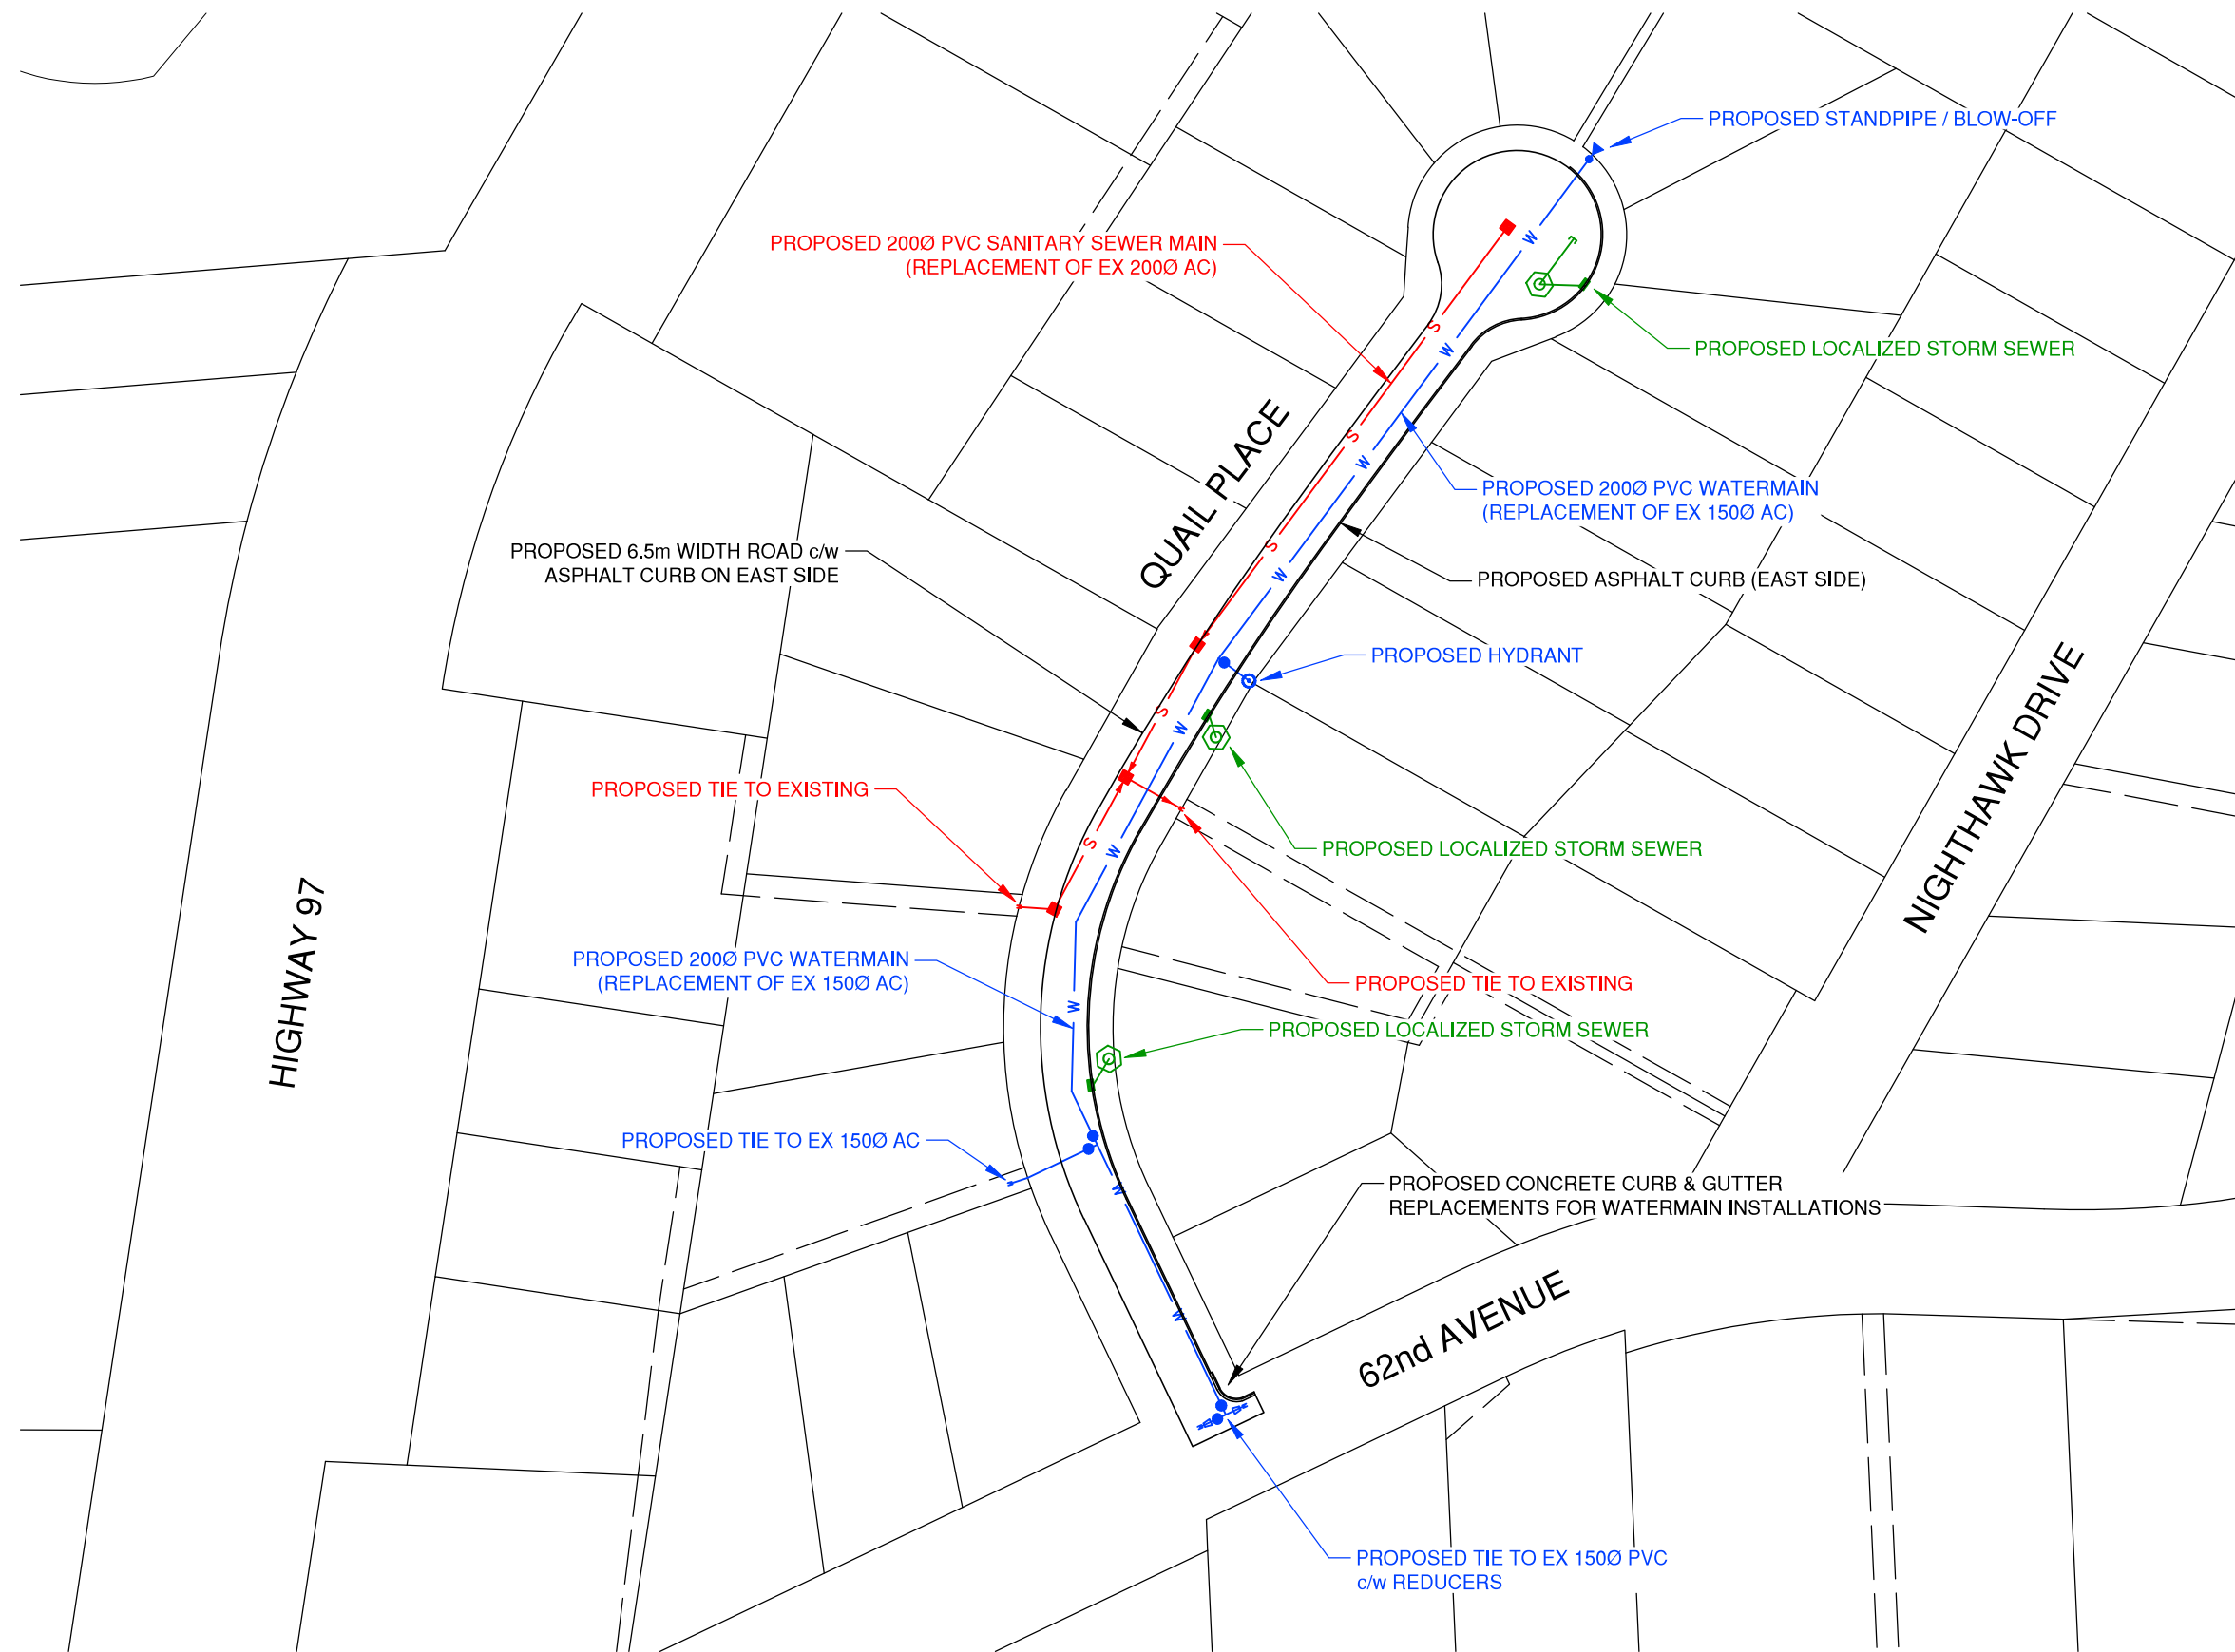 PROPOSED STANDPIPE / BLOW-OFF
PROPOSED 200Ø PVC SANITARY SEWER MAIN
(REPLACEMENT OF EX 200Ø AC)
W
S
W
PROPOSED LOCALIZED STORM SEWER
QUAIL PLACE
S
W
PROPOSED 200Ø PVC WATERMAIN
(REPLACEMENT OF EX 150Ø AC)
PROPOSED 6.5m WIDTH ROAD c/w
ASPHALT CURB ON EAST SIDE
S
W
PROPOSED ASPHALT CURB (EAST SIDE)
PROPOSED HYDRANT
S
W
NIGHTHAWK DRIVE
PROPOSED TIE TO EXISTING
S
W
PROPOSED LOCALIZED STORM SEWER
HIGHWAY 97
PROPOSED 200Ø PVC WATERMAIN
(REPLACEMENT OF EX 150Ø AC)
W
PROPOSED TIE TO EXISTING
PROPOSED LOCALIZED STORM SEWER
PROPOSED TIE TO EX 150Ø AC
W
PROPOSED CONCRETE CURB & GUTTER
REPLACEMENTS FOR WATERMAIN INSTALLATIONS
W
62nd AVENUE
PROPOSED TIE TO EX 150Ø PVC
c/w REDUCERS